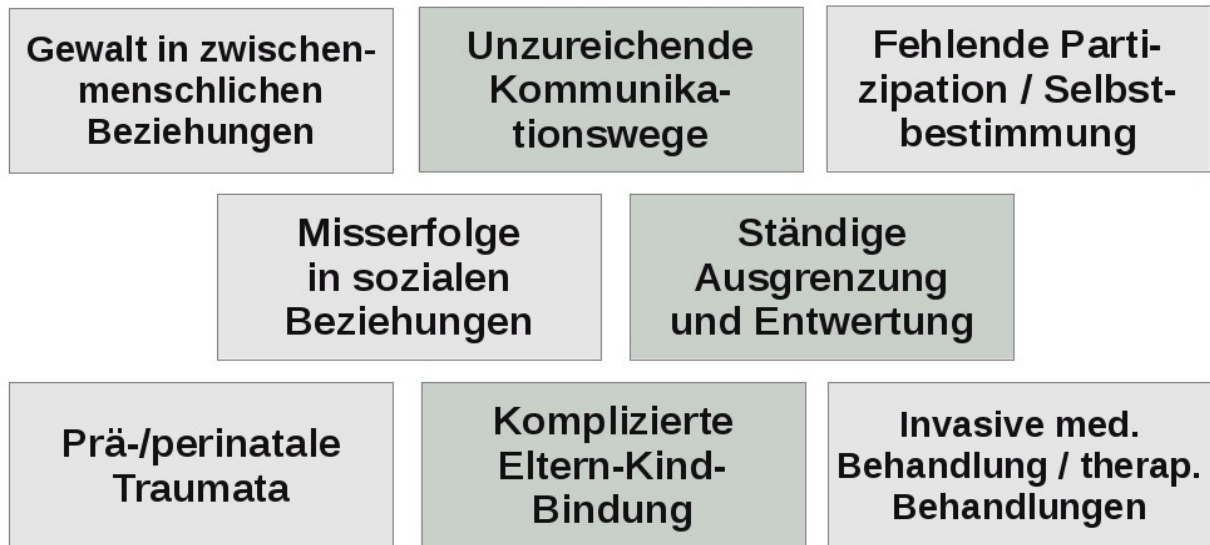 Gewalt in zwischen-
menschlichen
Beziehungen
Unzureichende
Kommunika-
tionswege
Fehlende Parti-
zipation / Selbst-
bestimmung
Misserfolge
in sozialen
Beziehungen
Ständige
Ausgrenzung
und Entwertung
Prä-/perinatale
Traumata
Komplizierte
Eltern-Kind-
Bindung
Invasive med.
Behandlung / therap.
Behandlungen